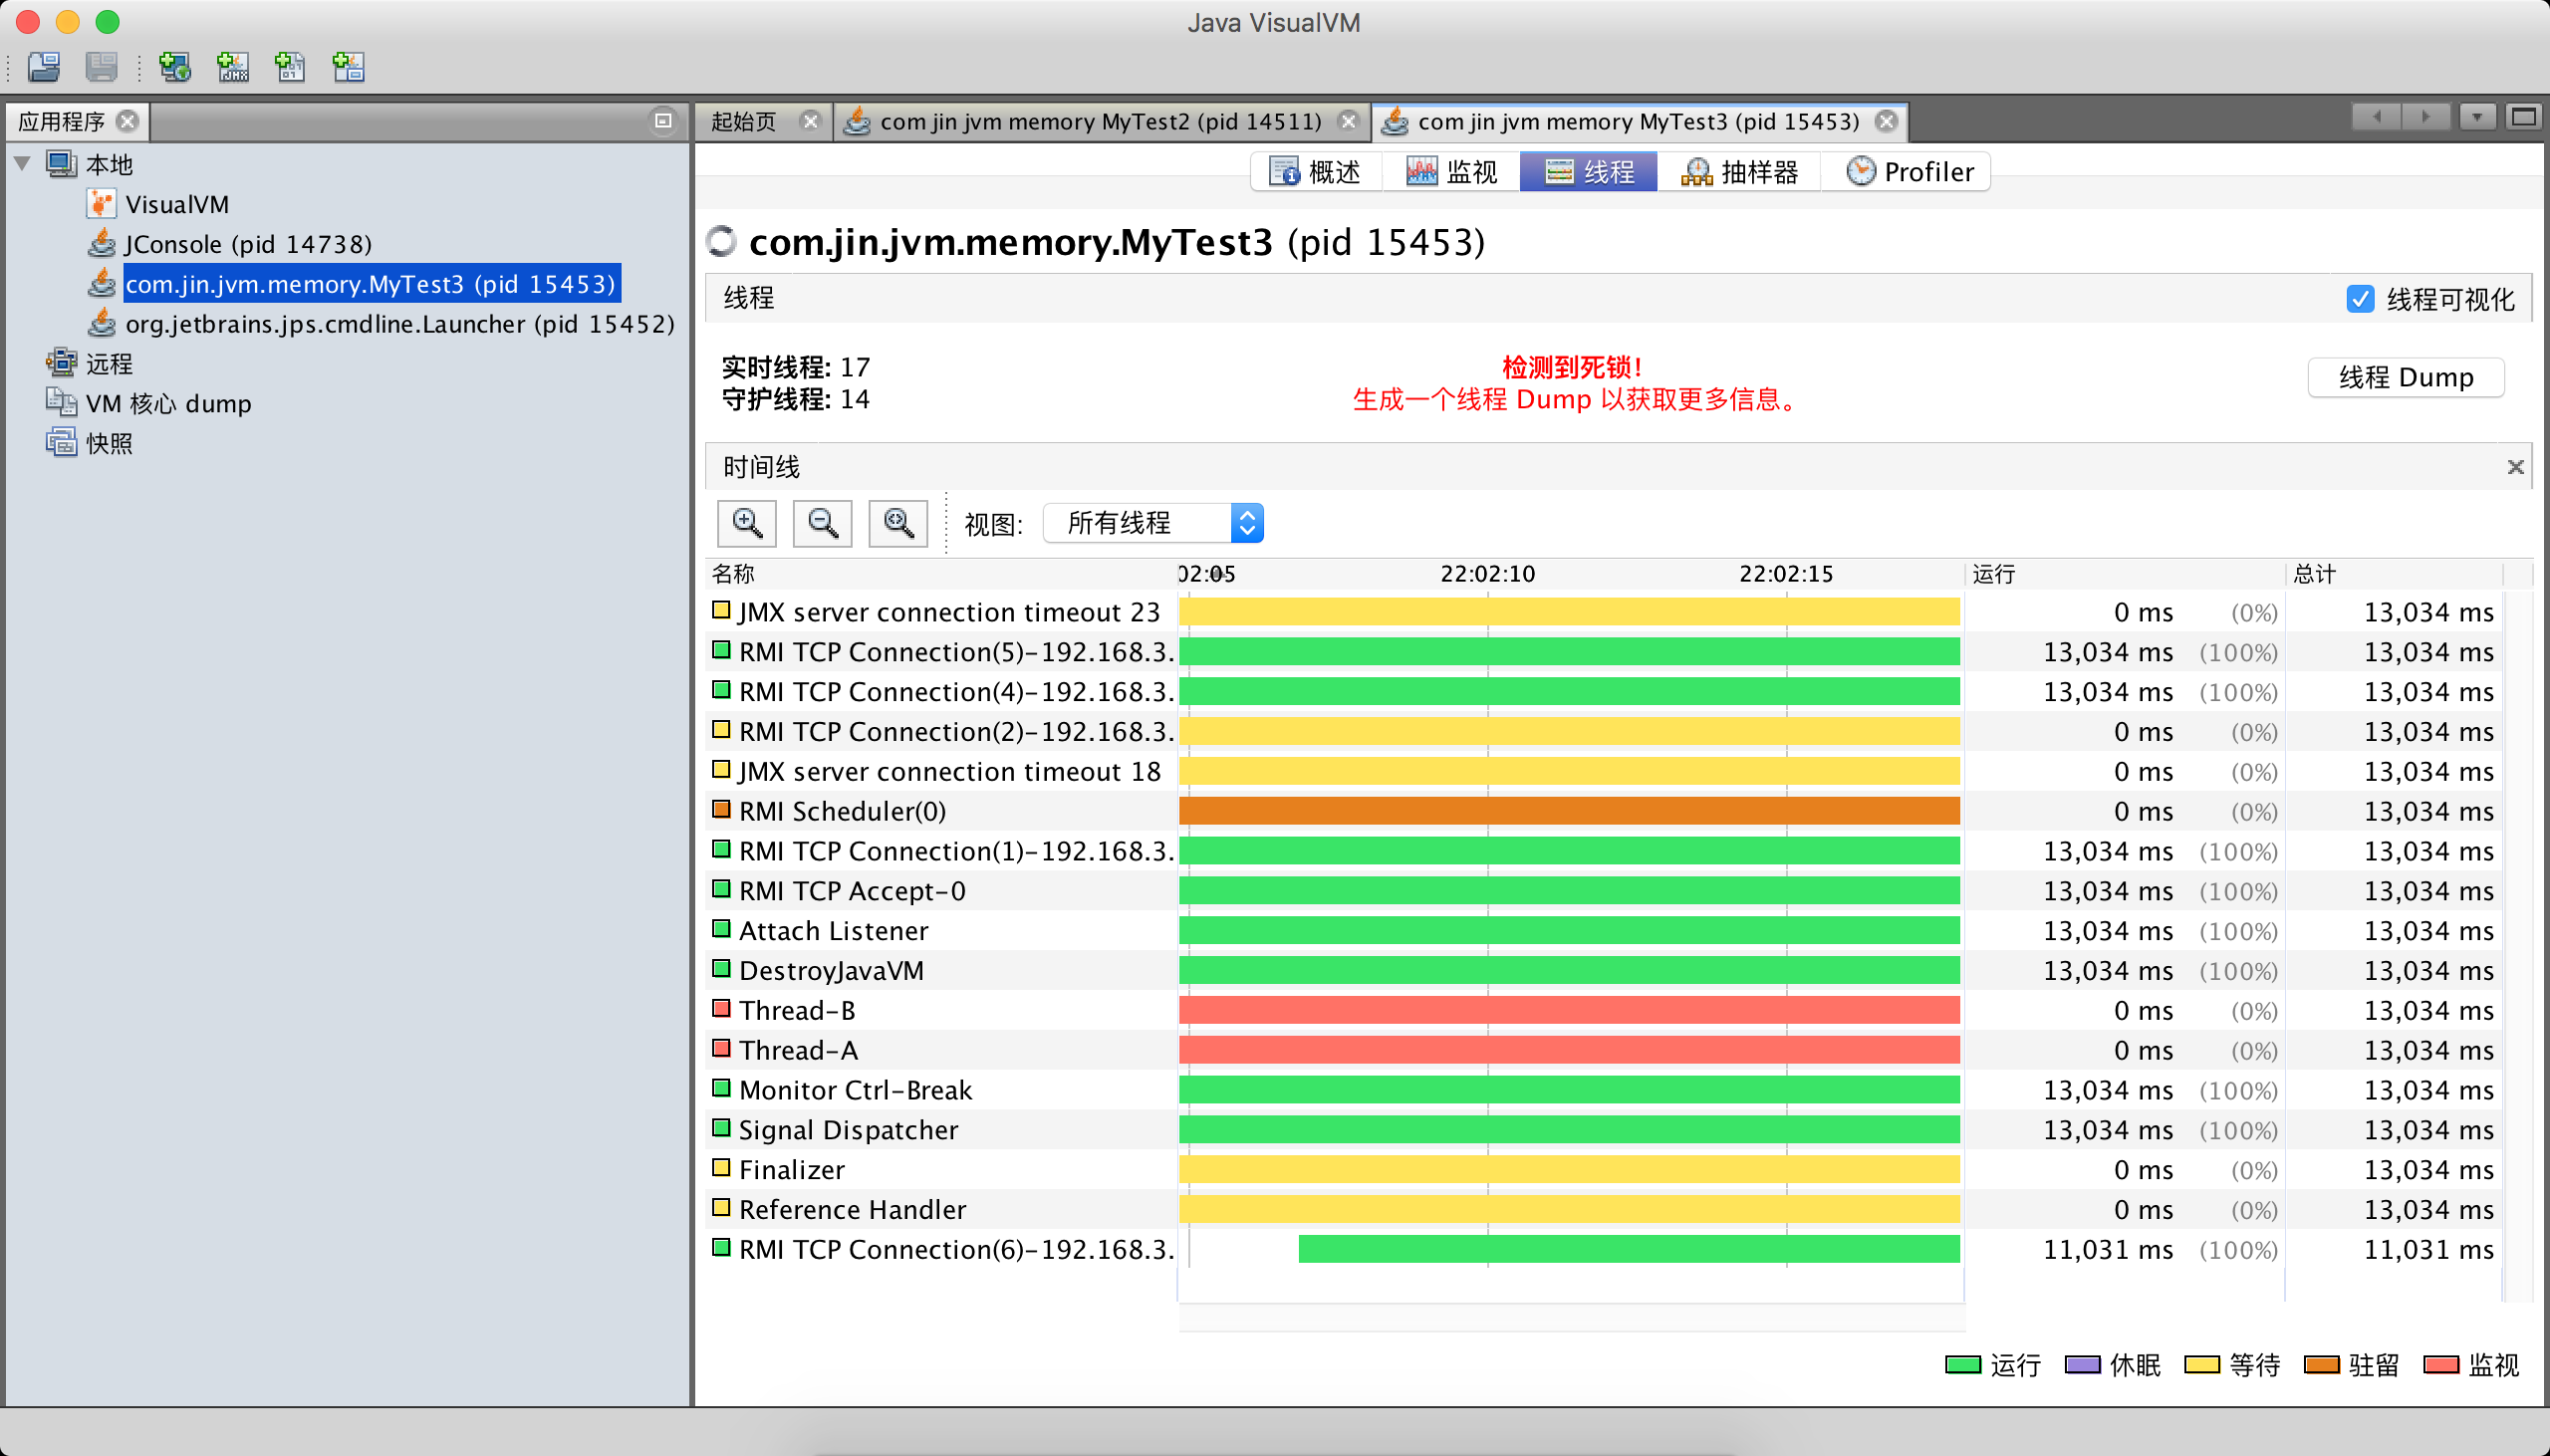 Java VisualVM
应用程序
起始页
com jin jvm memory MyTest2 (pid 14511)
com jin jvm memory MyTest3 (pid 15453)
本地
VisualVM
JConsole (pid 14738)
com.jin.jvm.memory.MyTest3 (pid 15453)
org.jetbrains.jps.cmdline.Launcher (pid 15452)
远程
VM 核心 dump
快照
概述
监视
线程
抽样器
Profiler
com.jin.jvm.memory.MyTest3 (pid 15453)
线程
线程可视化
实时线程: 17
守护线程: 14
检测到死锁!
生成一个线程 Dump 以获取更多信息。
线程 Dump
时间线
视图:
所有线程
名称 02:05 22:02:10 22:02:15 运行 总计
JMX server connection timeout 23 0 ms (0%) 13,034 ms
RMI TCP Connection(5)-192.168.3. 13,034 ms (100%) 13,034 ms
RMI TCP Connection(4)-192.168.3. 13,034 ms (100%) 13,034 ms
RMI TCP Connection(2)-192.168.3. 0 ms (0%) 13,034 ms
JMX server connection timeout 18 0 ms (0%) 13,034 ms
RMI Scheduler(0) 0 ms (0%) 13,034 ms
RMI TCP Connection(1)-192.168.3. 13,034 ms (100%) 13,034 ms
RMI TCP Accept-0 13,034 ms (100%) 13,034 ms
Attach Listener 13,034 ms (100%) 13,034 ms
DestroyJavaVM 13,034 ms (100%) 13,034 ms
Thread-B 0 ms (0%) 13,034 ms
Thread-A 0 ms (0%) 13,034 ms
Monitor Ctrl-Break 13,034 ms (100%) 13,034 ms
Signal Dispatcher 13,034 ms (100%) 13,034 ms
Finalizer 0 ms (0%) 13,034 ms
Reference Handler 0 ms (0%) 13,034 ms
RMI TCP Connection(6)-192.168.3. 11,031 ms (100%) 11,031 ms
运行 休眠 等待 驻留 监视